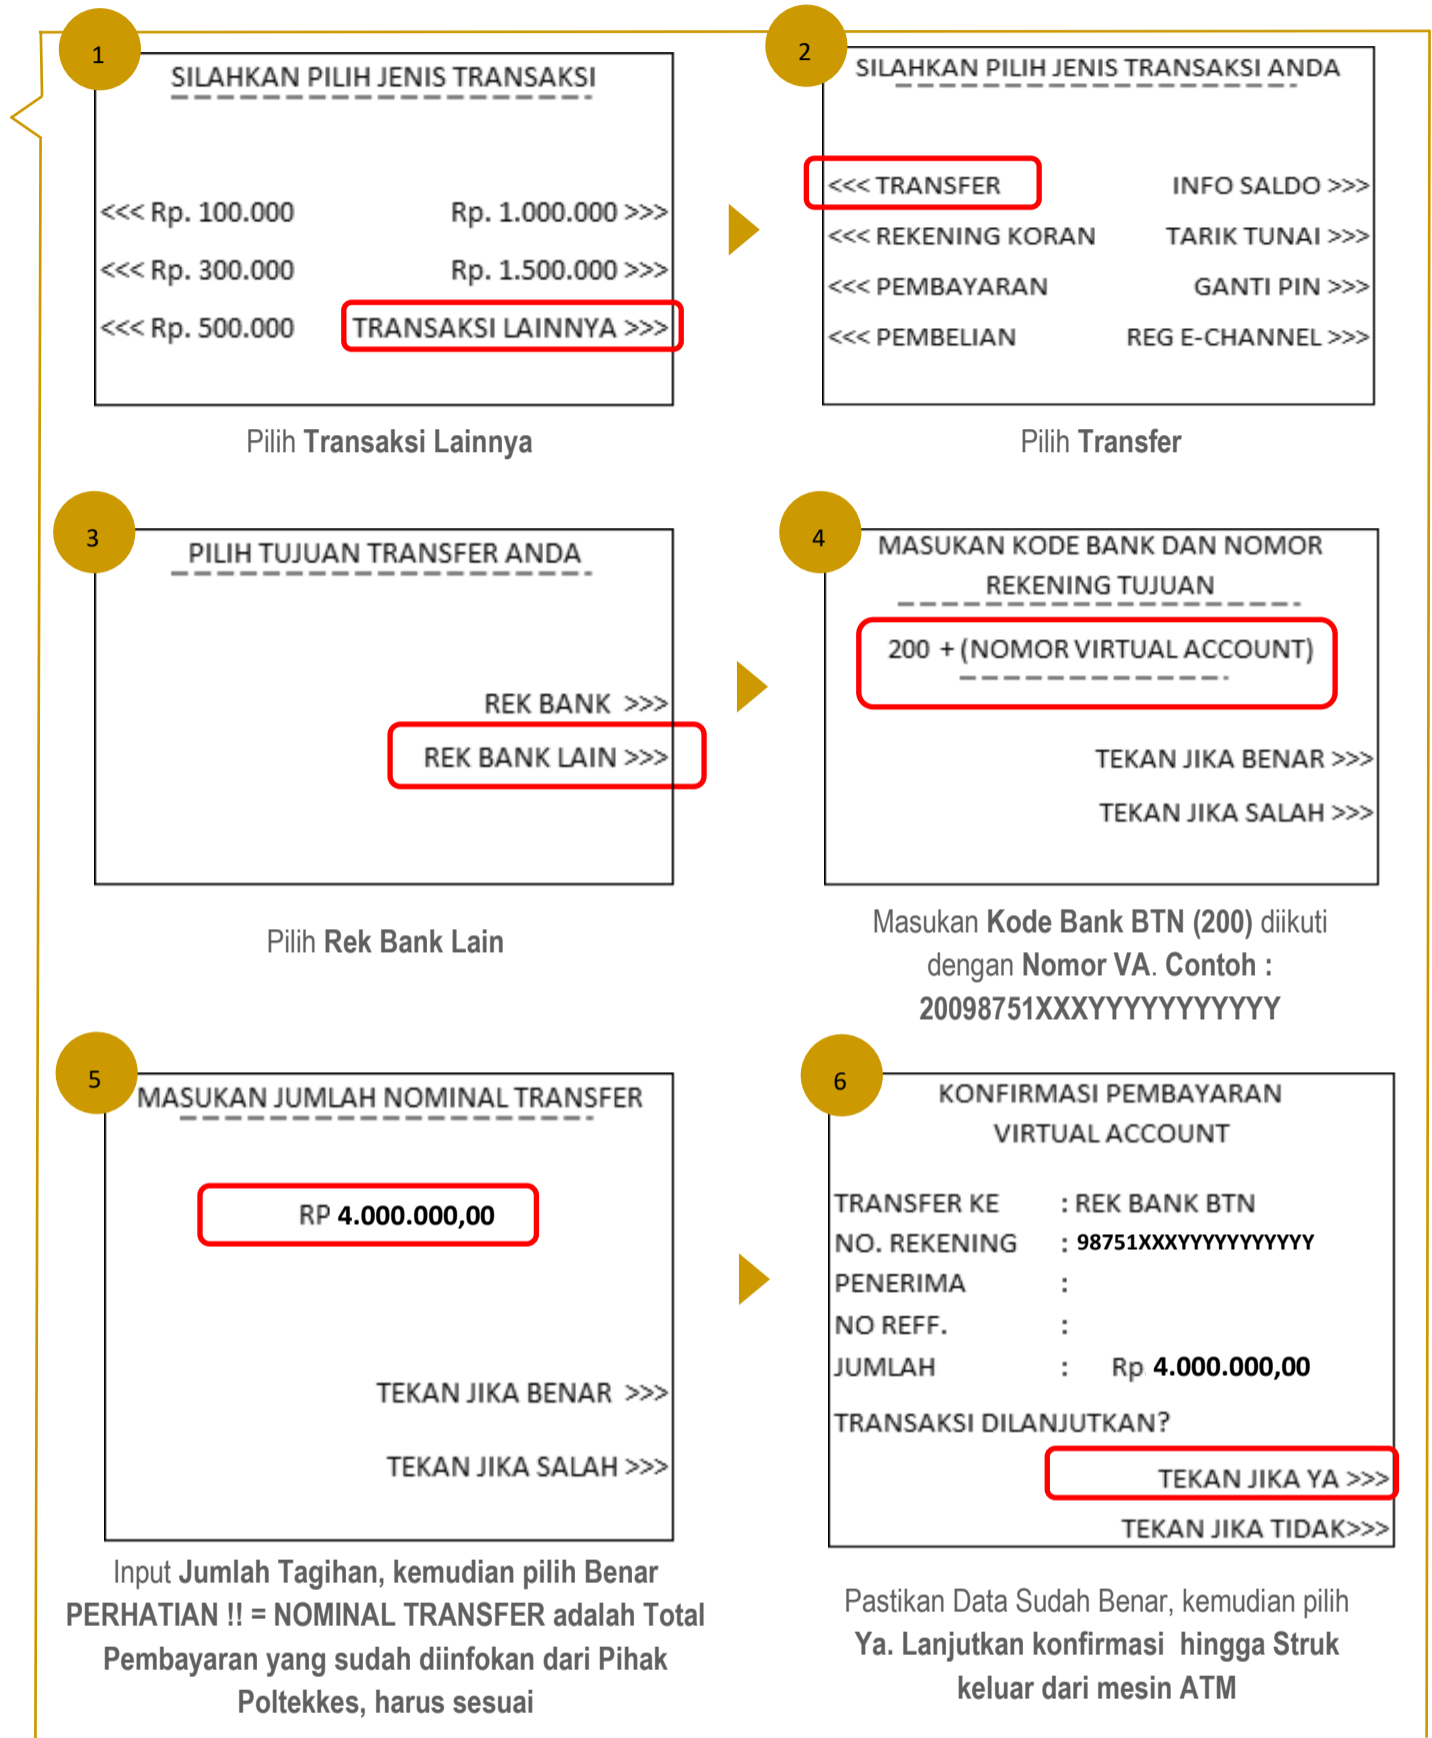 1
SILAHKAN PILIH JENIS TRANSAKSI
<<< Rp. 100.000 Rp. 1.000.000 >>>
<<< Rp. 300.000 Rp. 1.500.000 >>>
<<< Rp. 500.000 TRANSAKSI LAINNYA >>>
Pilih Transaksi Lainnya
2
SILAHKAN PILIH JENIS TRANSAKSI ANDA
<<< TRANSFER INFO SALDO >>>
<<< REKENING KORAN TARIK TUNAI >>>
<<< PEMBAYARAN GANTI PIN >>>
<<< PEMBELIAN REG E-CHANNEL >>>
Pilih Transfer
3
PILIH TUJUAN TRANSFER ANDA
REK BANK >>>
REK BANK LAIN >>>
Pilih Rek Bank Lain
4
MASUKAN KODE BANK DAN NOMOR
REKENING TUJUAN
200 + (NOMOR VIRTUAL ACCOUNT)
TEKAN JIKA BENAR >>>
TEKAN JIKA SALAH >>>
Masukan Kode Bank BTN (200) diikuti
dengan Nomor VA. Contoh :
20098751XXXYYYYYYYYYYY
5
MASUKAN JUMLAH NOMINAL TRANSFER
RP 4.000.000,00
TEKAN JIKA BENAR >>>
TEKAN JIKA SALAH >>>
Input Jumlah Tagihan, kemudian pilih Benar
PERHATIAN !! = NOMINAL TRANSFER adalah Total
Pembayaran yang sudah diinfokan dari Pihak
Poltekkes, harus sesuai
6
KONFIRMASI PEMBAYARAN
VIRTUAL ACCOUNT
TRANSFER KE : REK BANK BTN
NO. REKENING : 98751XXXYYYYYYYYYYY
PENERIMA :
NO REFF. :
JUMLAH : Rp 4.000.000,00
TRANSAKSI DILANJUTKAN?
TEKAN JIKA YA >>>
TEKAN JIKA TIDAK>>>
Pastikan Data Sudah Benar, kemudian pilih
Ya. Lanjutkan konfirmasi hingga Struk
keluar dari mesin ATM